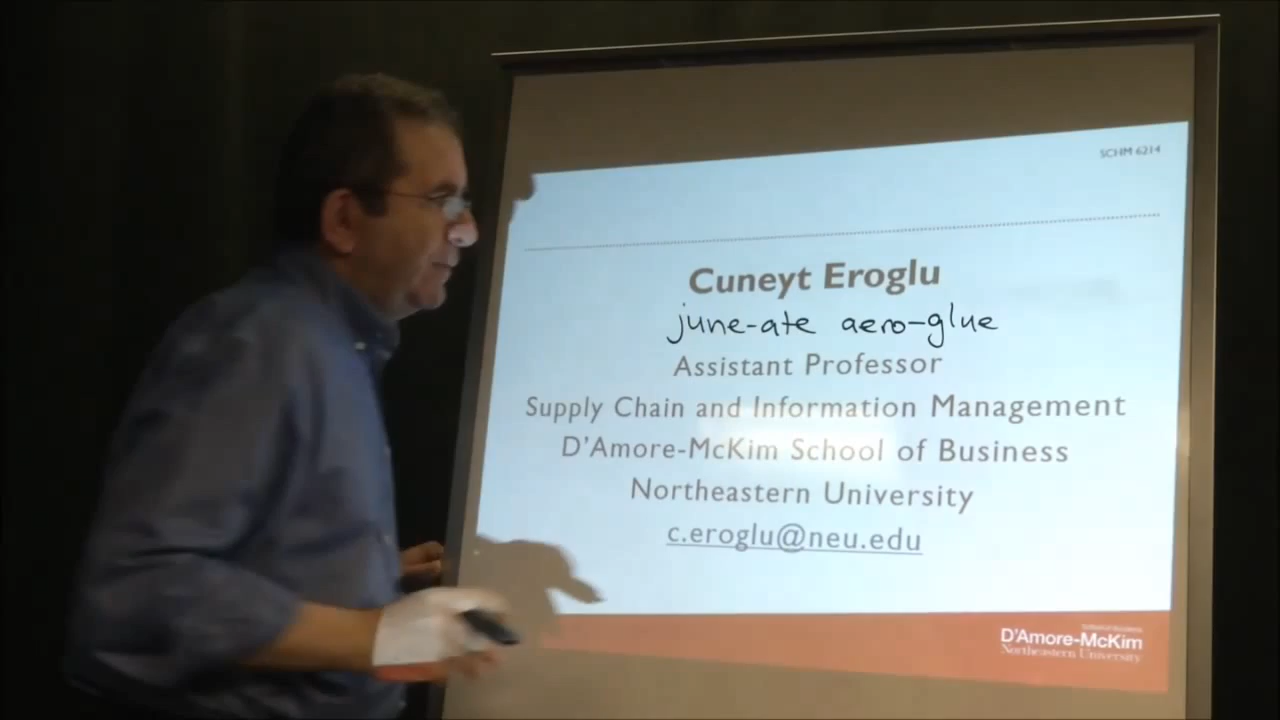 SCHM 6214
Cuneyt Eroglu
june-ate aero-glue
Assistant Professor
Supply Chain and Information Management
D'Amore-McKim School of Business
Northeastern University
c.eroglu@neu.edu
D'Amore-McKim
Northeastern University